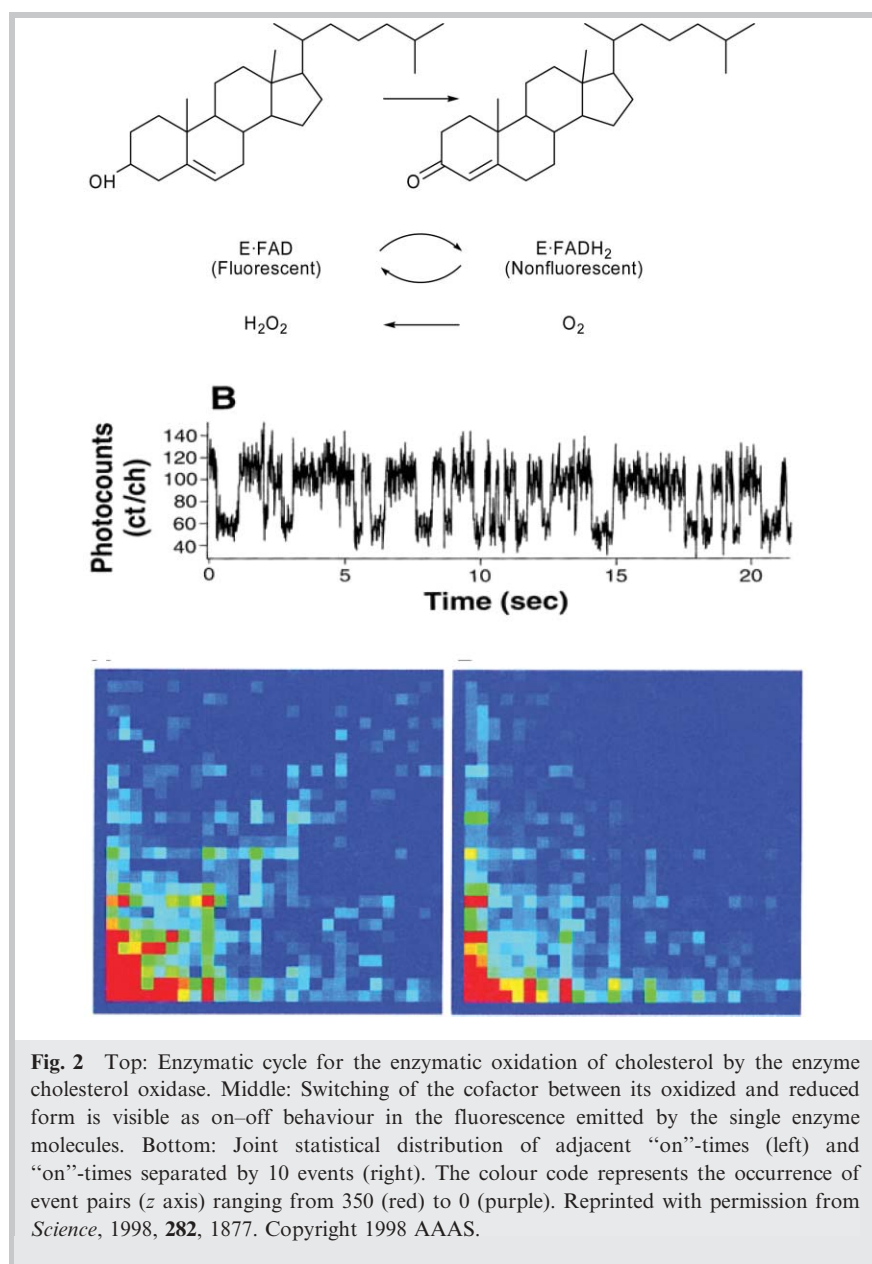 OH
O
E·FAD
(Fluorescent)
E·FADH₂
(Nonfluorescent)
H₂O₂
O₂
B
Photocounts
(ct/ch)
140
120
100
80
60
40
0
5
10
15
20
Time (sec)
Fig. 2 Top: Enzymatic cycle for the enzymatic oxidation of cholesterol by the enzyme
cholesterol oxidase. Middle: Switching of the cofactor between its oxidized and reduced
form is visible as on–off behaviour in the fluorescence emitted by the single enzyme
molecules. Bottom: Joint statistical distribution of adjacent “on”-times (left) and
“on”-times separated by 10 events (right). The colour code represents the occurrence of
event pairs (z axis) ranging from 350 (red) to 0 (purple). Reprinted with permission from
Science, 1998, 282, 1877. Copyright 1998 AAAS.